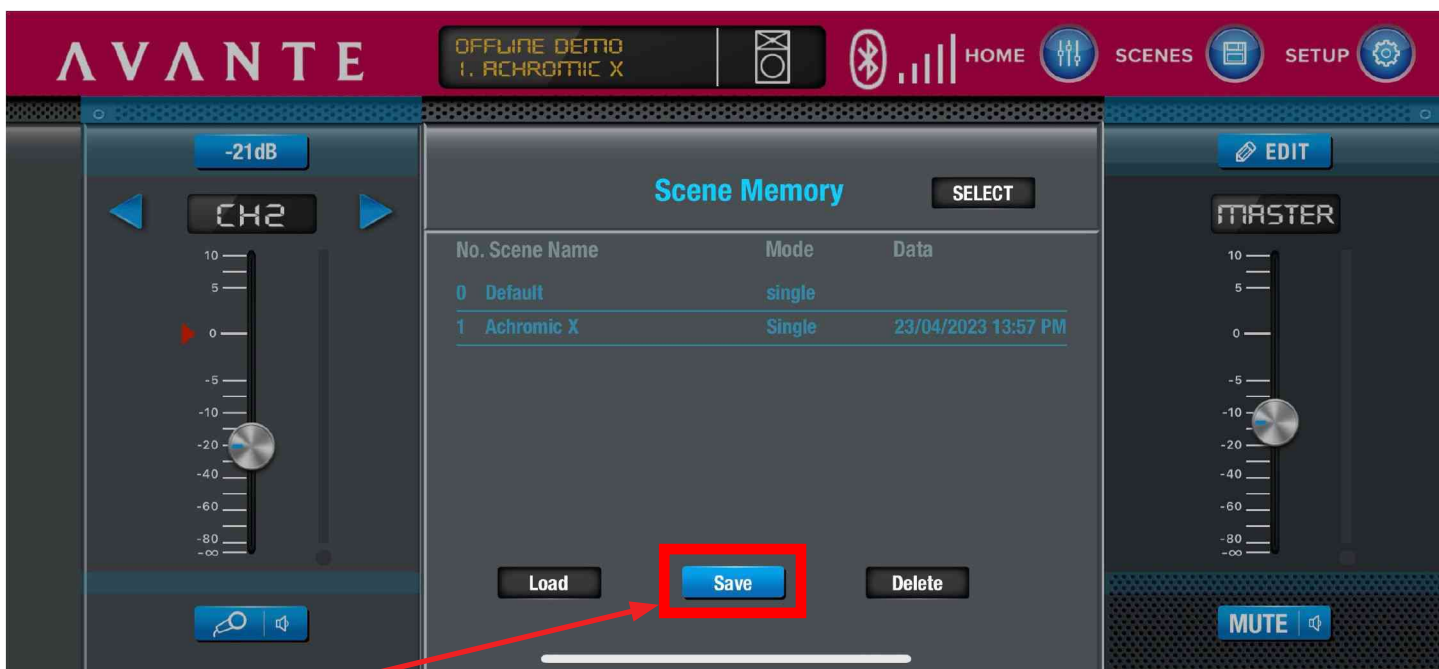 AVANTE
OFFLINE DEMO
1. ACHROMIC X
HOME
SCENES
SETUP
-21dB
CH2
10
5
0
-5
-10
-20
-40
-60
-80
-∞
Scene Memory SELECT
No. Scene Name Mode Data
0 Default single
1 Achromic X Single 23/04/2023 13:57 PM
Load Save Delete
EDIT
MASTER
10
5
0
-5
-10
-20
-40
-60
-80
-∞
MUTE